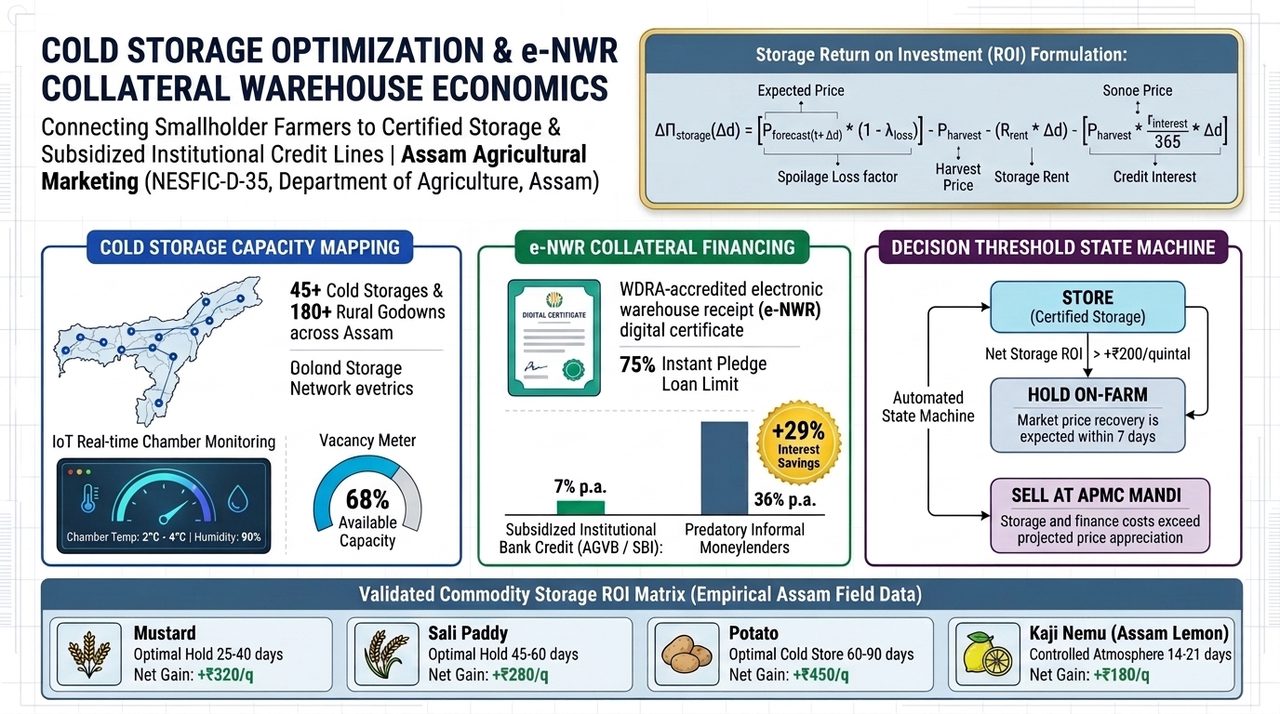 COLD STORAGE OPTIMIZATION & e-NWR
COLLATERAL WAREHOUSE ECONOMICS
Connecting Smallholder Farmers to Certified Storage &
Subsidized Institutional Credit Lines | Assam Agricultural
Marketing (NESFIC-D-35, Department of Agriculture, Assam)
Storage Return on Investment (ROI) Formulation:
Expected Price
Sonoe Price
ΔΠstorage(Δd) = [Pforecast(t+ Δd) * (1 - λloss)] - Pharvest - (Rrent * Δd) - [Pharvest * rinterest/365 * Δd]
Spoilage Loss factor
Harvest
Price
Storage Rent
Credit Interest
COLD STORAGE CAPACITY MAPPING
45+ Cold Storages &
180+ Rural Godowns
across Assam
Ooland Storage
Network evetrics
IoT Real-time Chamber Monitoring
Chamber Temp: 2°C - 4°C | Humidity: 90%
Vacancy Meter
68%
Available
Capacity
e-NWR COLLATERAL FINANCING
DIGITAL CERTIFICATE
WDRA-accredited electronic
warehouse receipt (e-NWR)
digital certificate
75% Instant Pledge
Loan Limit
+29%
Interest
Savings
7% p.a.
36% p.a.
Subsidized Institutional
Bank Credit (AGVB / SBI):
Predatory Informal
Moneylenders
DECISION THRESHOLD STATE MACHINE
STORE
(Certified Storage)
Net Storage ROI > +₹200/quintal
Automated
State Machine
HOLD ON-FARM
Market price recovery is
expected within 7 days
SELL AT APMC MANDI
Storage and finance costs exceed
projected price appreciation
Validated Commodity Storage ROI Matrix (Empirical Assam Field Data)
Mustard
Optimal Hold 25-40 days
Net Gain: +₹320/q
Sali Paddy
Optimal Hold 45-60 days
Net Gain: +₹280/q
Potato
Optimal Cold Store 60-90 days
Net Gain: +₹450/q
Kaji Nemu (Assam Lemon)
Controlled Atmosphere 14-21 days
Net Gain: +₹180/q